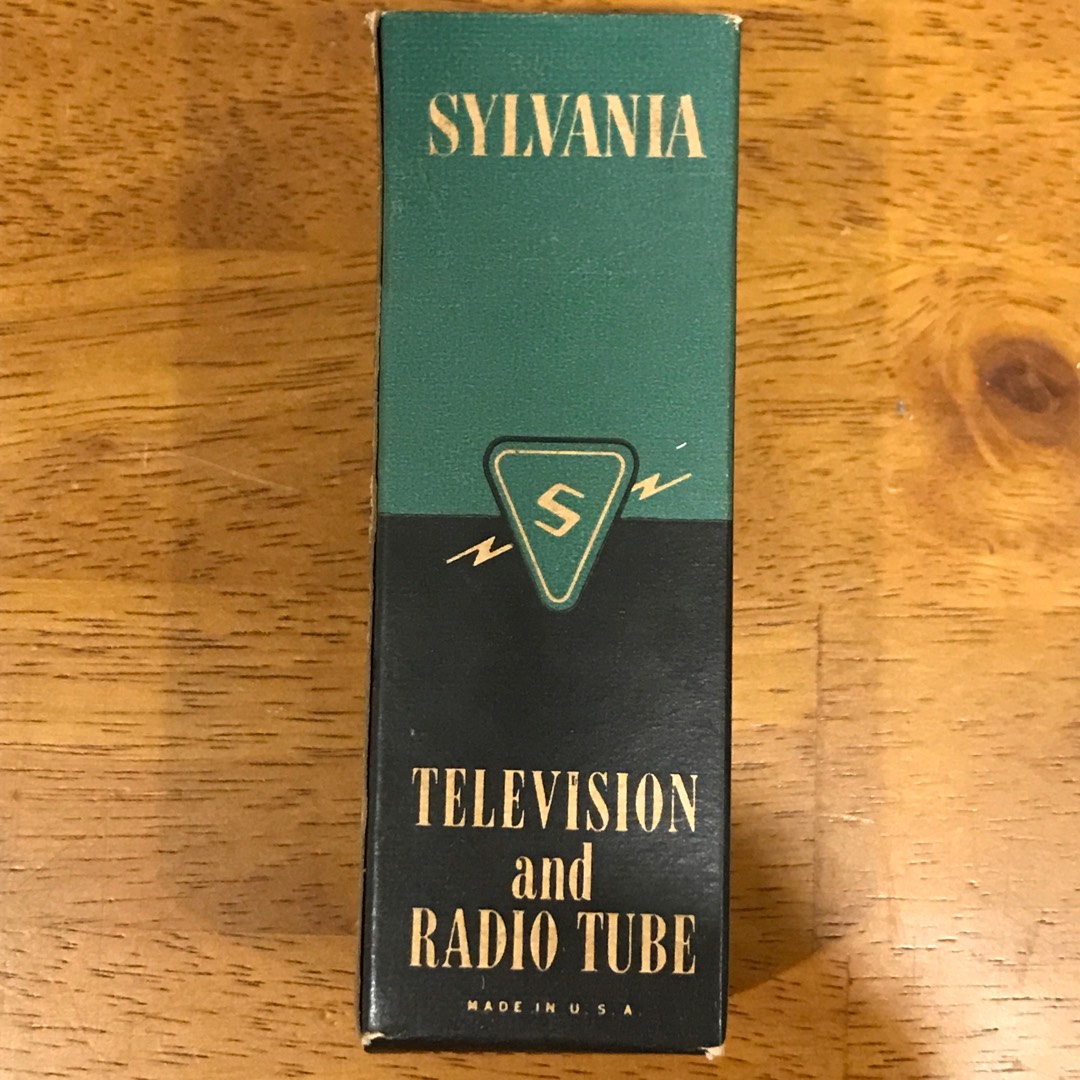 SYLVANIA
S
TELEVISION
and
RADIO TUBE
MADE IN U.S.A.